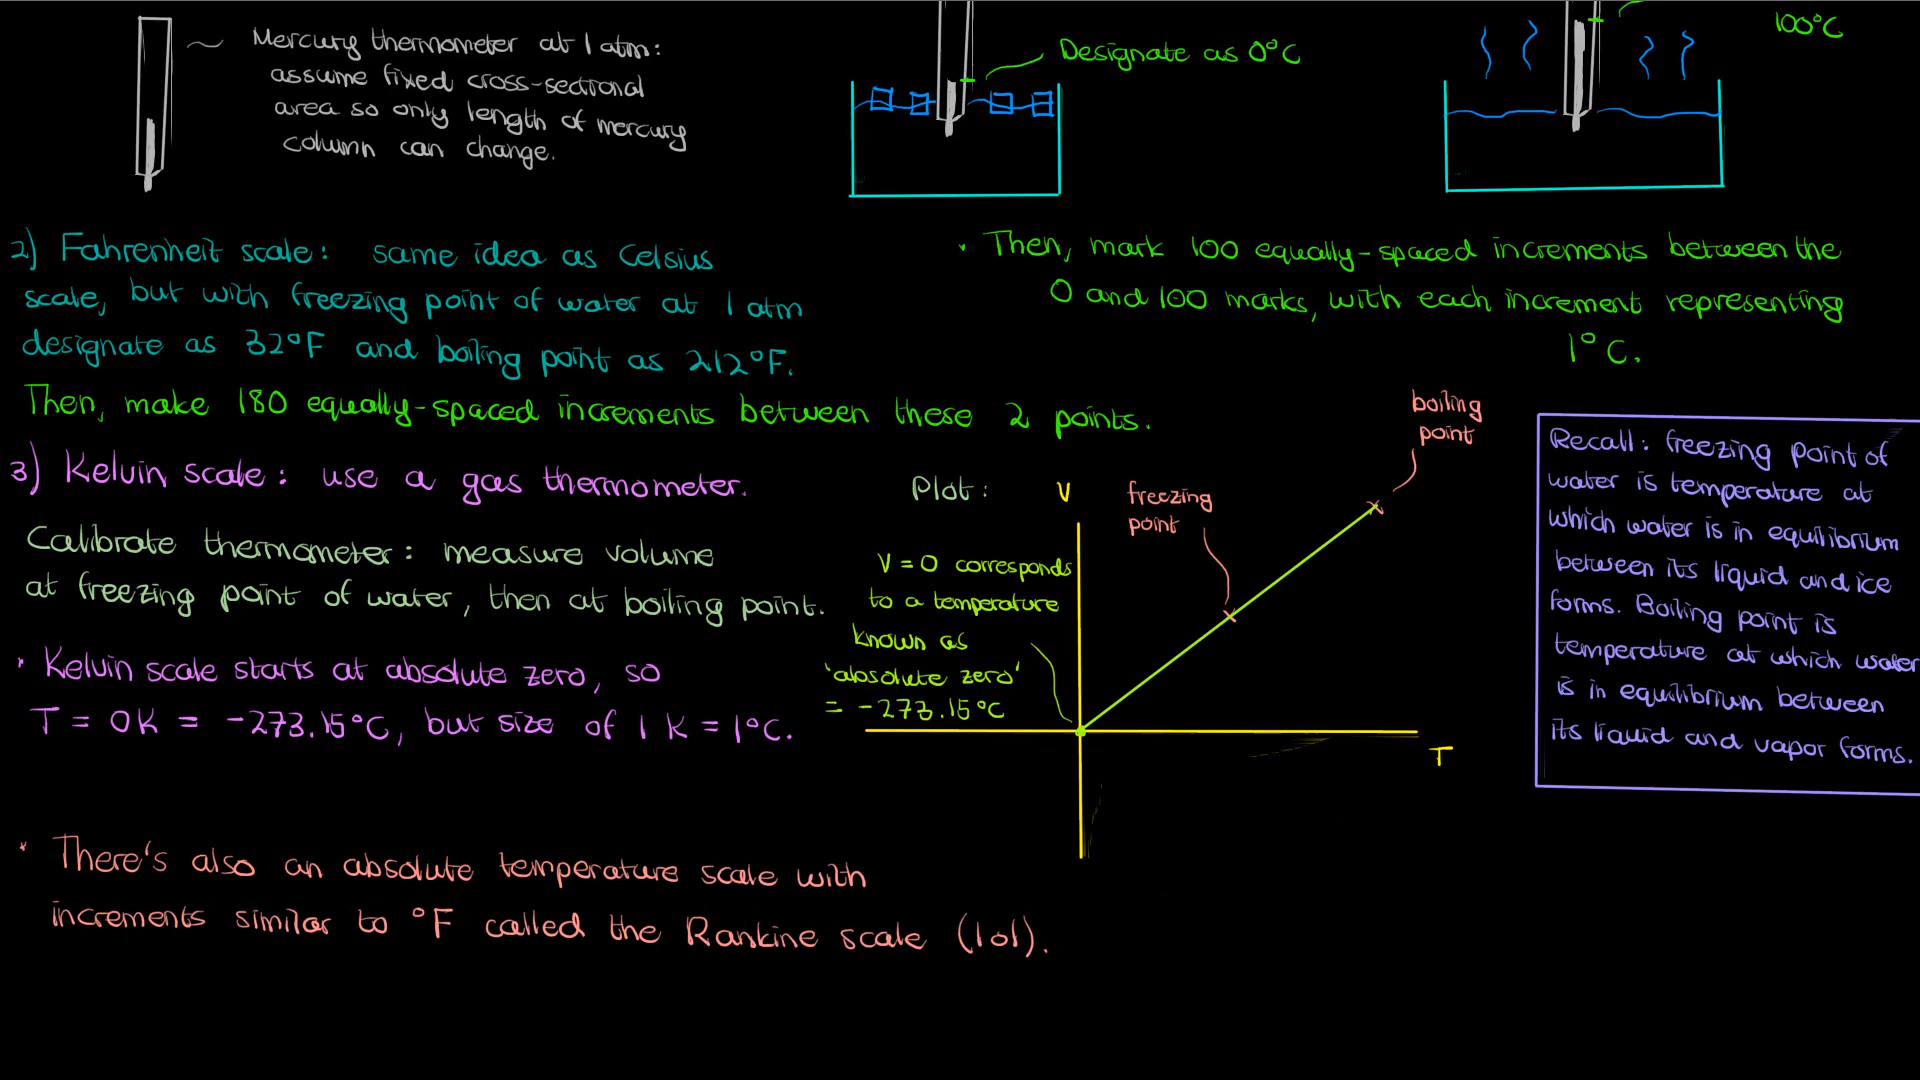 Mercury thermometer at 1 atm:
assume fixed cross-sectional
area so only length of mercury
column can change.
Designate as 0°C
100°C
2) Fahrenheit scale: same idea as Celsius
scale, but with freezing point of water at 1 atm
designate as 32°F and boiling point as 212°F.
Then, make 180 equally-spaced increments between these 2 points.
· Then, mark 100 equally-spaced increments between the
0 and 100 marks, with each increment representing
1°C.
3) Kelvin scale: use a gas thermometer.
Calibrate thermometer: measure volume
at freezing point of water, then at boiling point.
· Kelvin scale starts at absolute zero, so
T = 0K = -273.15°C, but size of 1 K = 1°C.
Plot:
V
freezing
point
boiling
point
V = 0 corresponds
to a temperature
known as
'absolute zero'
= -273.15°C
T
Recall: freezing point of
water is temperature at
which water is in equilibrium
between its liquid and ice
forms. Boiling point is
temperature at which water
is in equilibrium between
its liquid and vapor forms.
· There's also an absolute temperature scale with
increments similar to °F called the Rankine scale (lol).